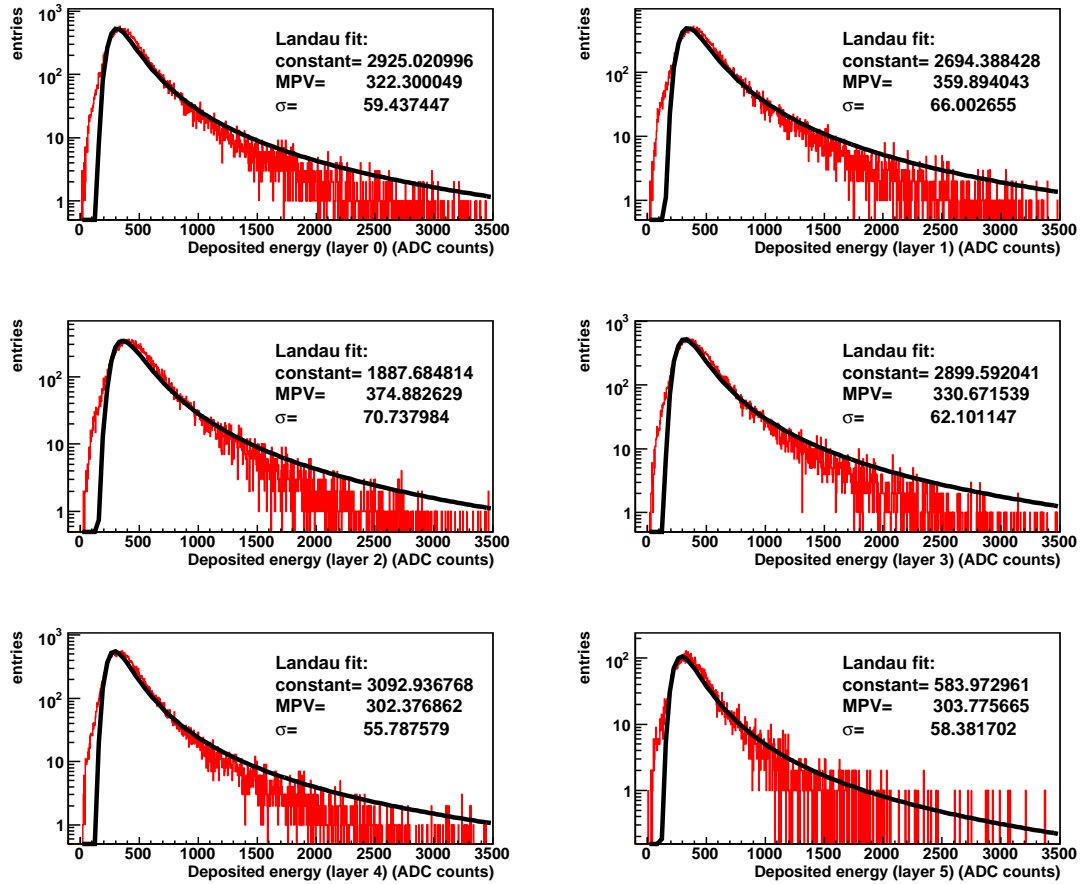 entries
10³
10²
10
1
Landau fit:
constant= 2925.020996
MPV= 322.300049
σ= 59.437447
0 500 1000 1500 2000 2500 3000 3500
Deposited energy (layer 0) (ADC counts)
entries
10³
10²
10
1
Landau fit:
constant= 2694.388428
MPV= 359.894043
σ= 66.002655
0 500 1000 1500 2000 2500 3000 3500
Deposited energy (layer 1) (ADC counts)
entries
10²
10
1
Landau fit:
constant= 1887.684814
MPV= 374.882629
σ= 70.737984
0 500 1000 1500 2000 2500 3000 3500
Deposited energy (layer 2) (ADC counts)
entries
10³
10²
10
1
Landau fit:
constant= 2899.592041
MPV= 330.671539
σ= 62.101147
0 500 1000 1500 2000 2500 3000 3500
Deposited energy (layer 3) (ADC counts)
entries
10³
10²
10
1
Landau fit:
constant= 3092.936768
MPV= 302.376862
σ= 55.787579
0 500 1000 1500 2000 2500 3000 3500
Deposited energy (layer 4) (ADC counts)
entries
10²
10
1
Landau fit:
constant= 583.972961
MPV= 303.775665
σ= 58.381702
0 500 1000 1500 2000 2500 3000 3500
Deposited energy (layer 5) (ADC counts)